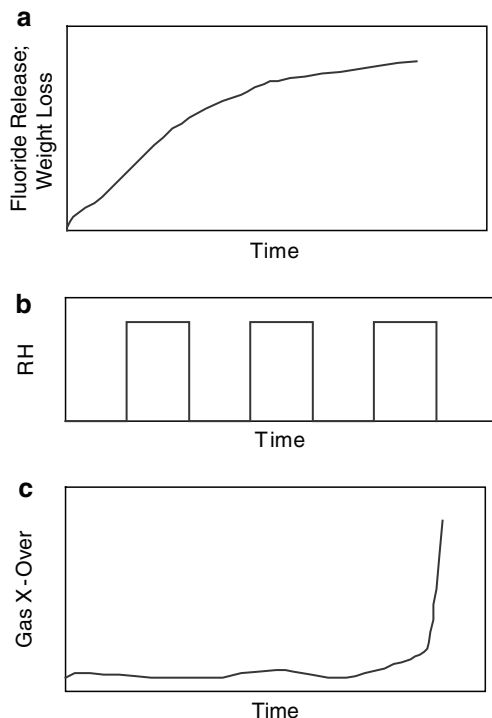 a
Fluoride Release;
Weight Loss
Time
b
RH
Time
c
Gas X-Over
Time